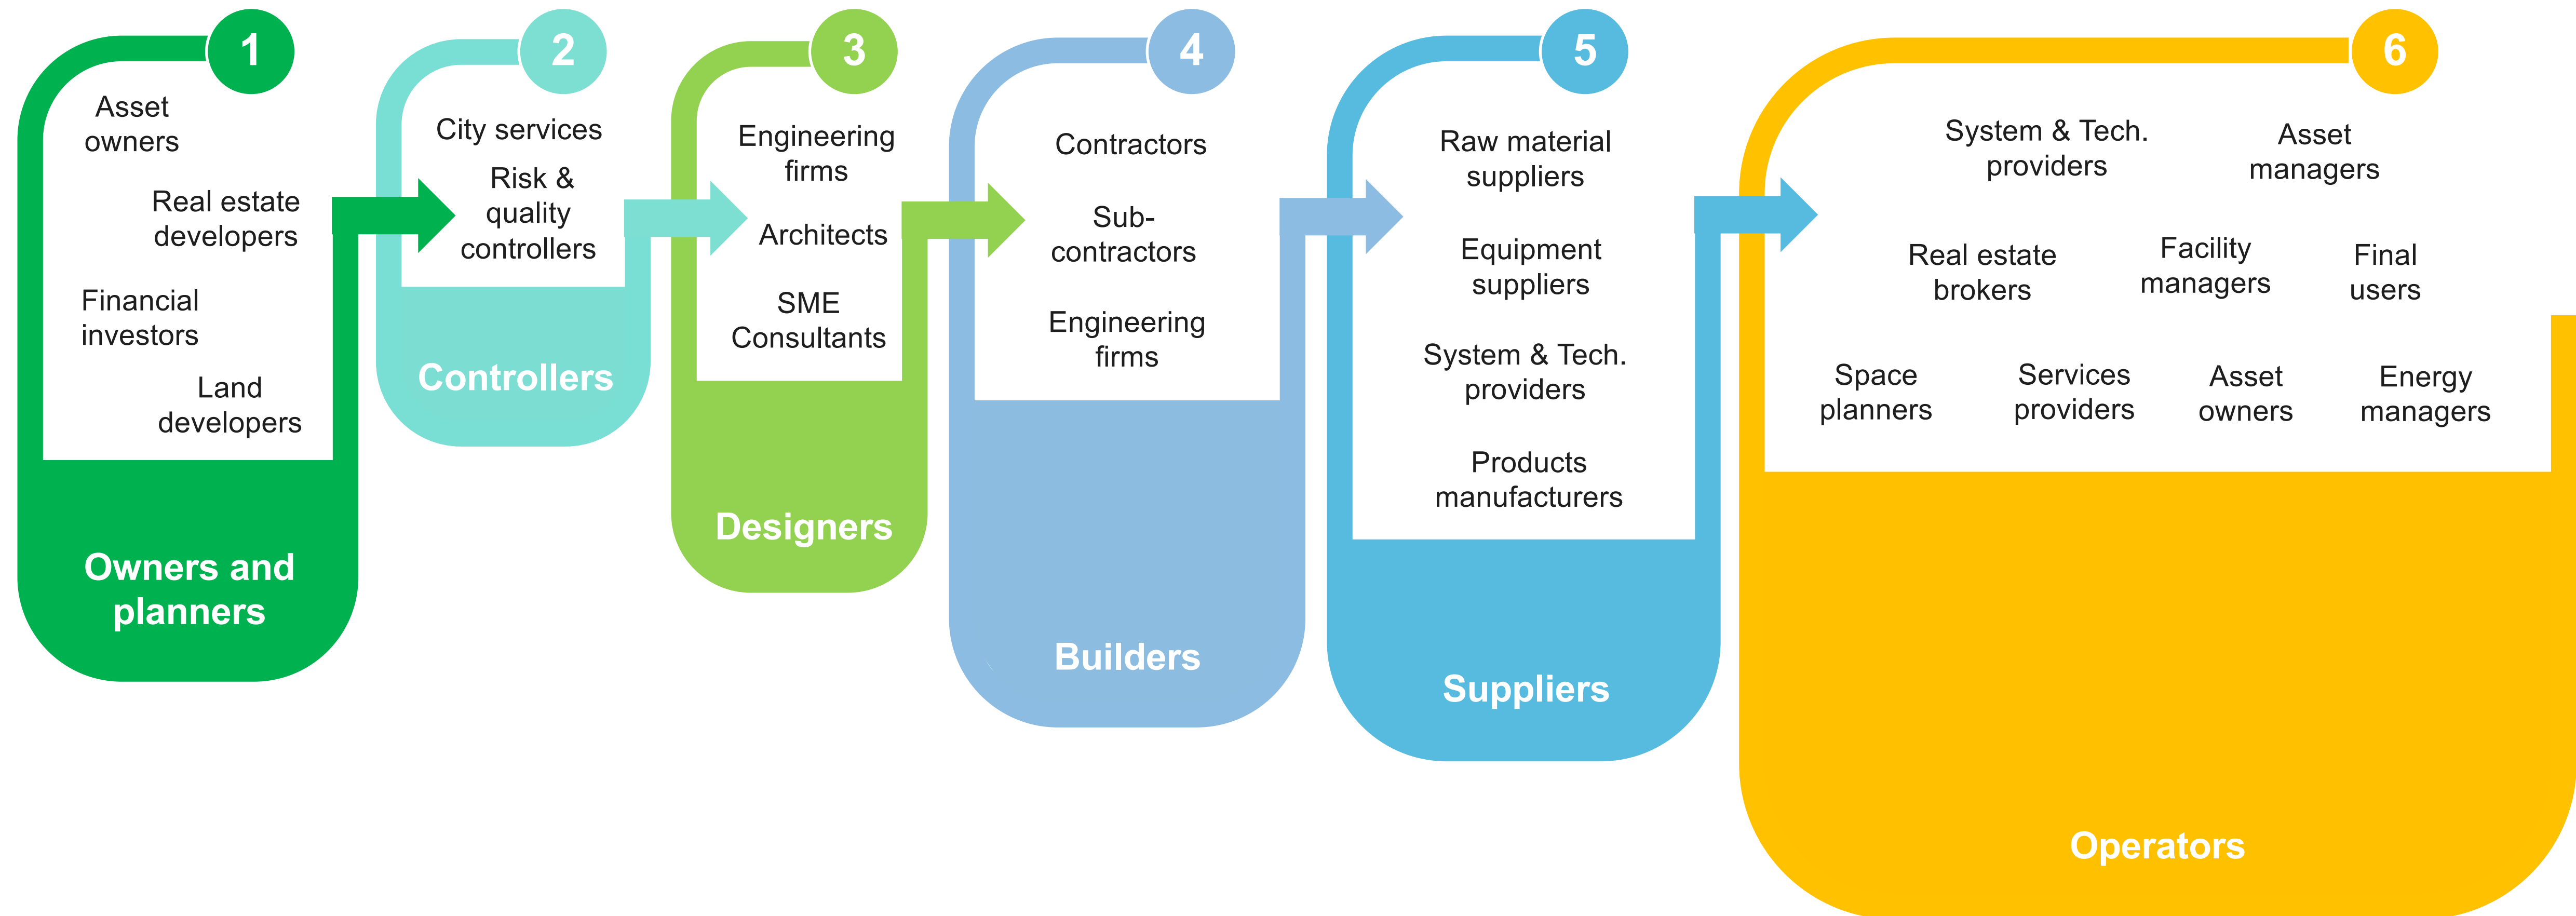 1
Asset
owners
Real estate
developers
Financial
investors
Land
developers
Owners and
planners
2
City services
Risk &
quality
controllers
Controllers
3
Engineering
firms
Architects
SME
Consultants
Designers
4
Contractors
Sub-
contractors
Engineering
firms
Builders
5
Raw material
suppliers
Equipment
suppliers
System & Tech.
providers
Products
manufacturers
Suppliers
6
System & Tech.
providers
Asset
managers
Real estate
brokers
Facility
managers
Final
users
Space
planners
Services
providers
Asset
owners
Energy
managers
Operators